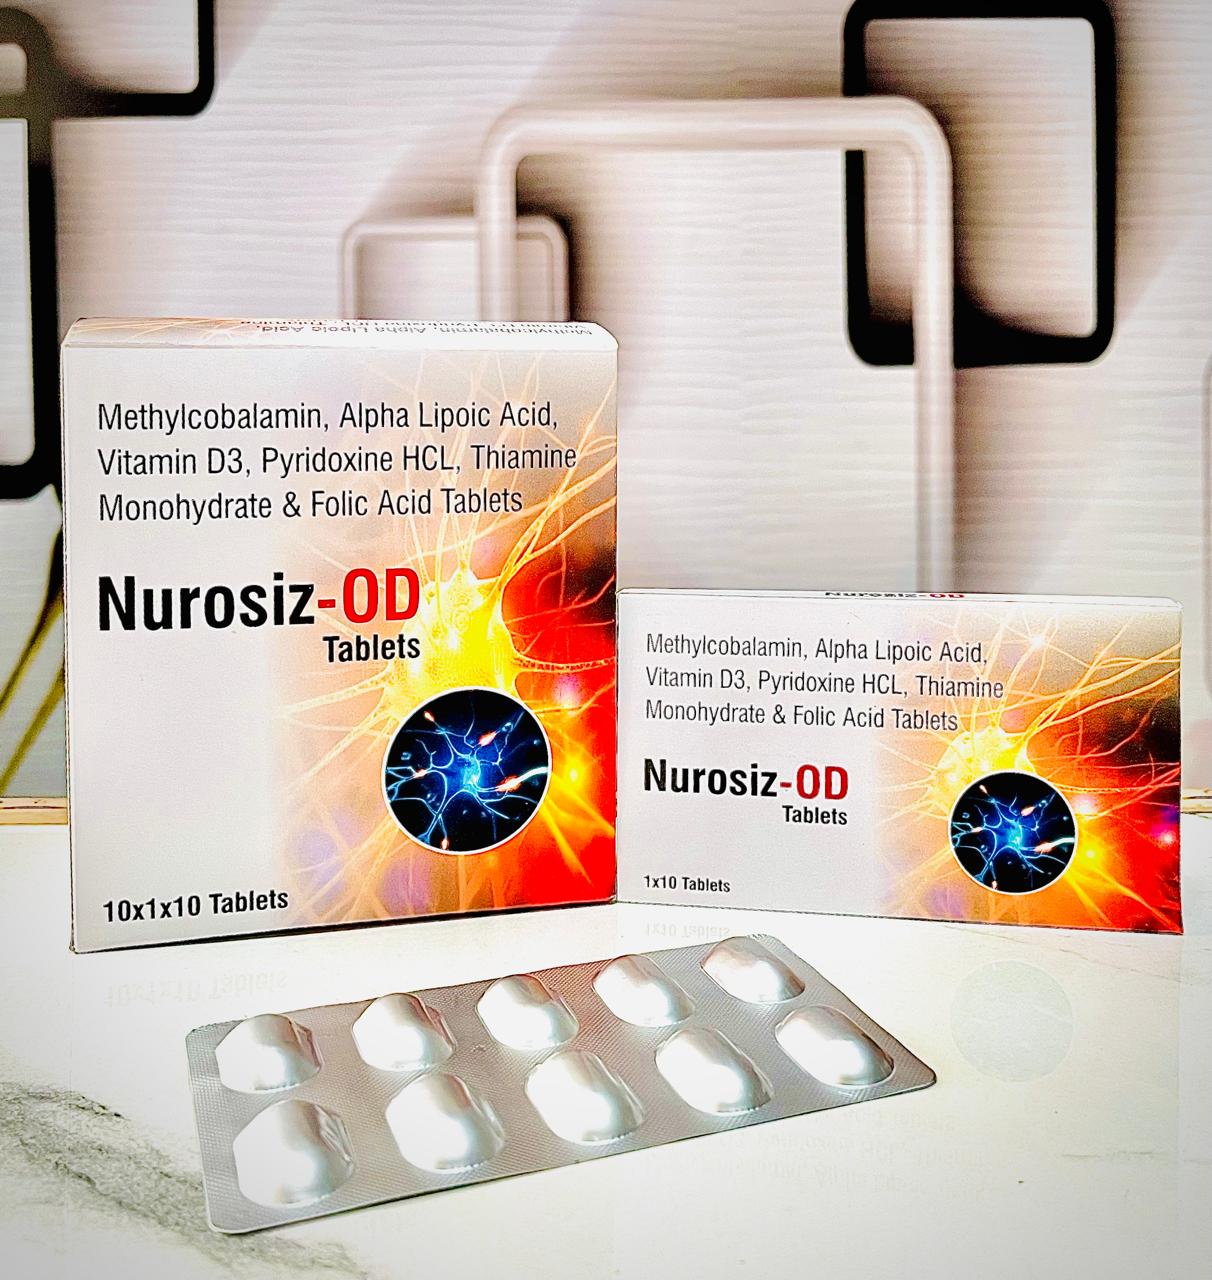 Methylcobalamin, Alpha Lipoic Acid,
Vitamin D3, Pyridoxine HCL, Thiamine
Monohydrate & Folic Acid Tablets
Nurosiz-OD
Tablets
10x1x10 Tablets
Nurosiz-OD
Methylcobalamin, Alpha Lipoic Acid,
Vitamin D3, Pyridoxine HCL, Thiamine
Monohydrate & Folic Acid Tablets
Nurosiz-OD
Tablets
1x10 Tablets